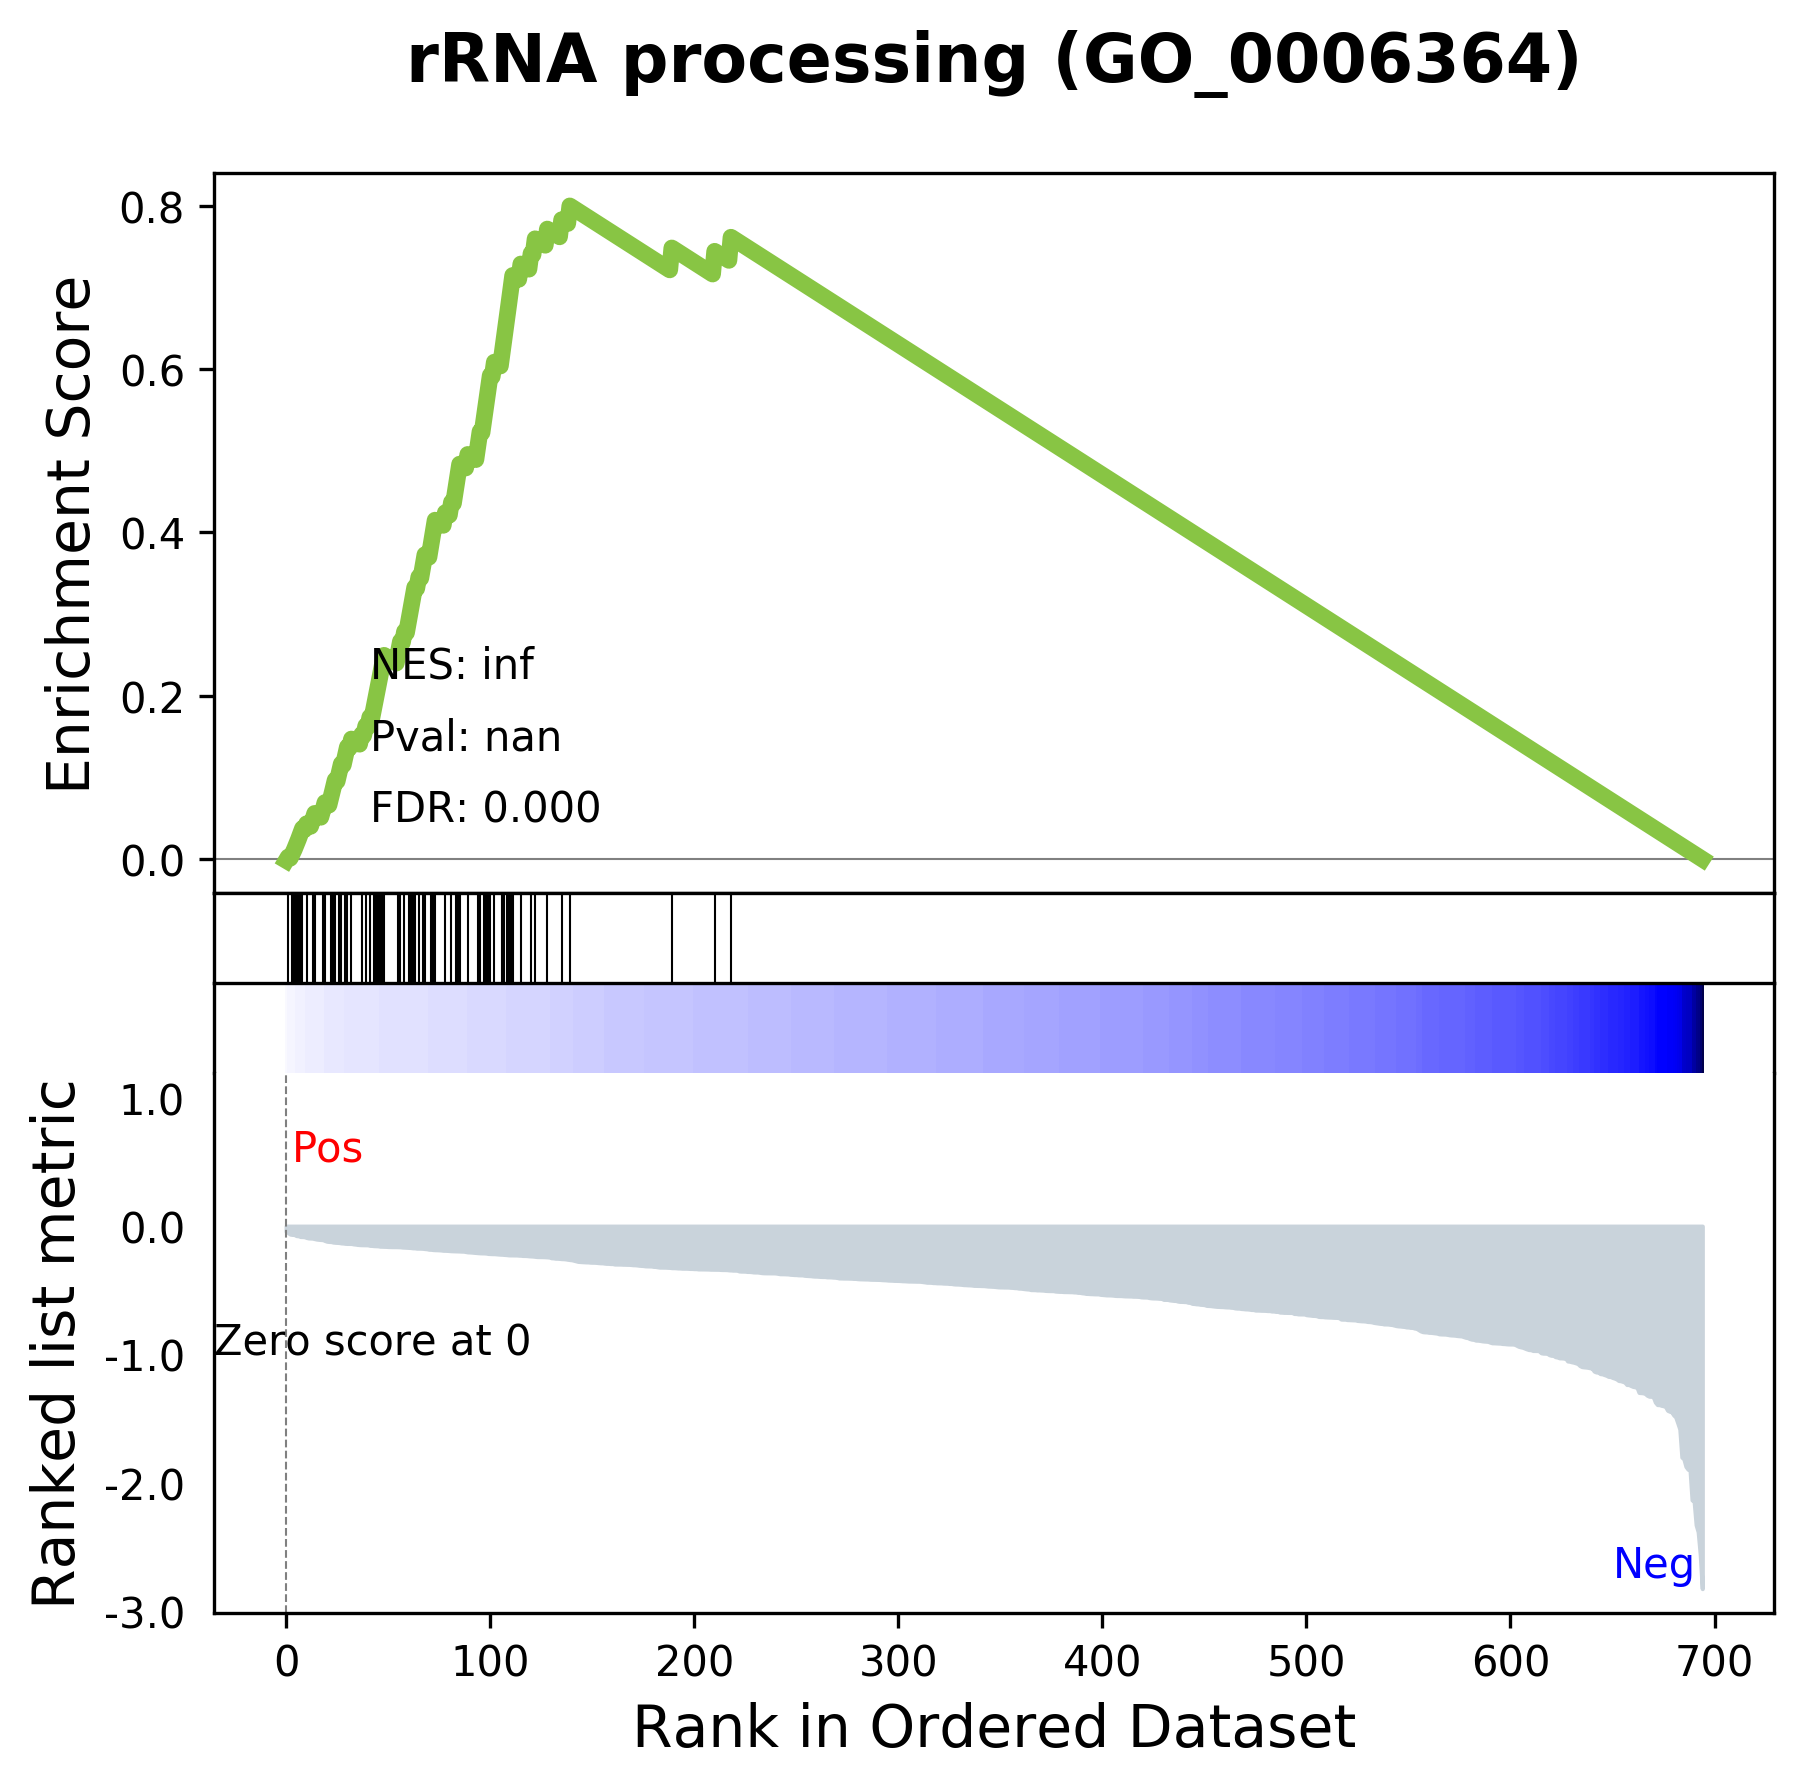 rRNA processing (GO_0006364)
Enrichment Score
0.8
0.6
0.4
0.2
0.0
NES: inf
Pval: nan
FDR: 0.000
Ranked list metric
1.0
0.0
-1.0
-2.0
-3.0
Pos
Zero score at 0
Neg
0 100 200 300 400 500 600 700
Rank in Ordered Dataset